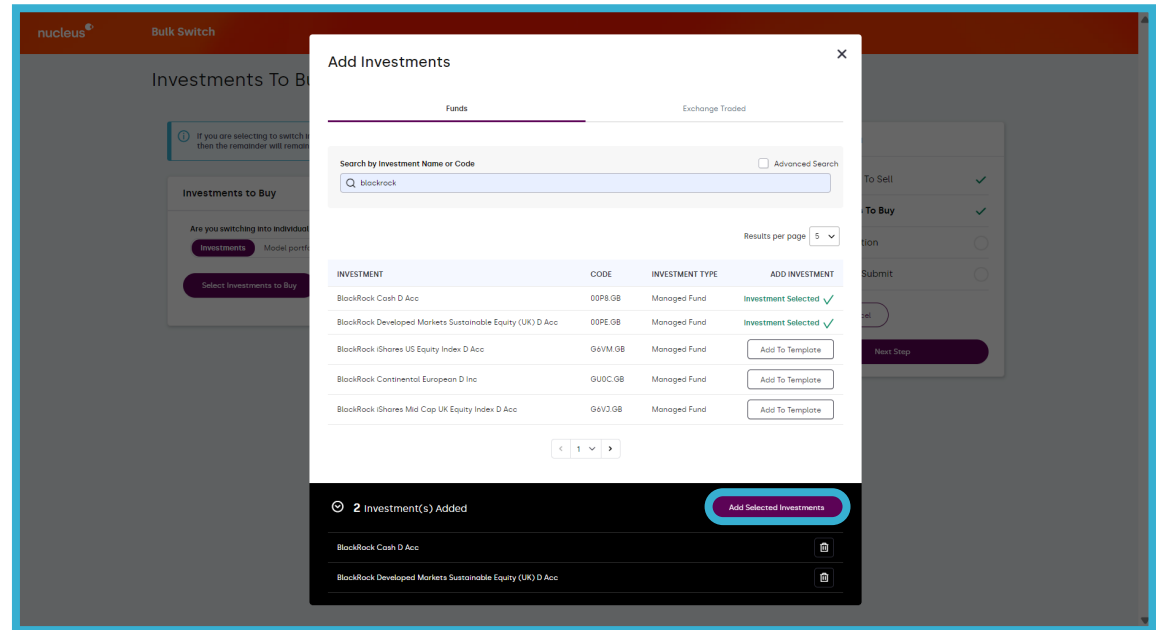 nucleus
Bulk Switch
Investments To B
If you are selecting to switch i
then the remainder will remain
Investments to Buy
Are you switching into individual
Investments
Model portfo
Select Investments to Buy
Add Investments
Funds
Exchange Traded
Search by Investment Name or Code
Advanced Search
blackrock
Results per page 5
INVESTMENT CODE INVESTMENT TYPE ADD INVESTMENT
BlackRock Cash D Acc 00P8.GB Managed Fund Investment Selected
BlackRock Developed Markets Sustainable Equity (UK) D Acc 00PE.GB Managed Fund Investment Selected
BlackRock iShares US Equity Index D Acc G6VM.GB Managed Fund Add To Template
BlackRock Continental European D Inc GU0C.GB Managed Fund Add To Template
BlackRock iShares Mid Cap UK Equity Index D Acc G6VJ.GB Managed Fund Add To Template
1
2 Investment(s) Added
Add Selected Investments
BlackRock Cash D Acc
BlackRock Developed Markets Sustainable Equity (UK) D Acc
To Sell
To Buy
tion
Submit
cel
Next Step